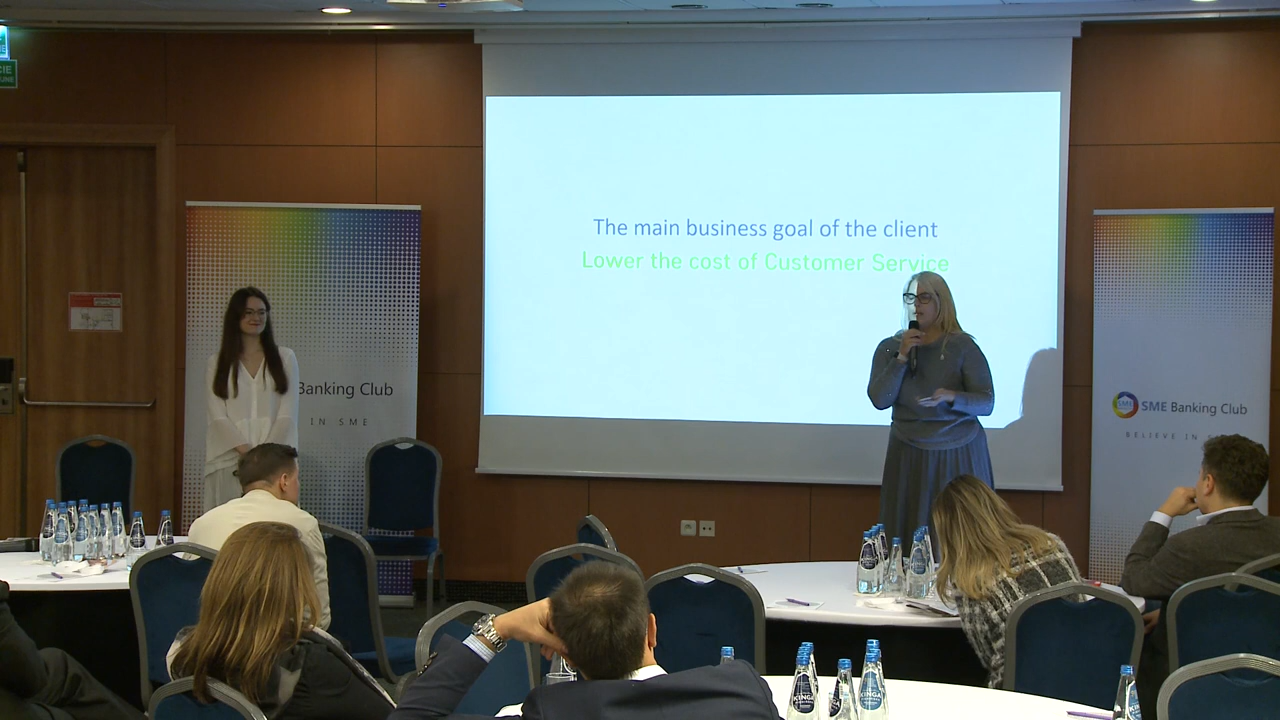 The main business goal of the client
Lower the cost of Customer Service
Banking Club
IN SME
SME Banking Club
BELIEVE IN
KINGA